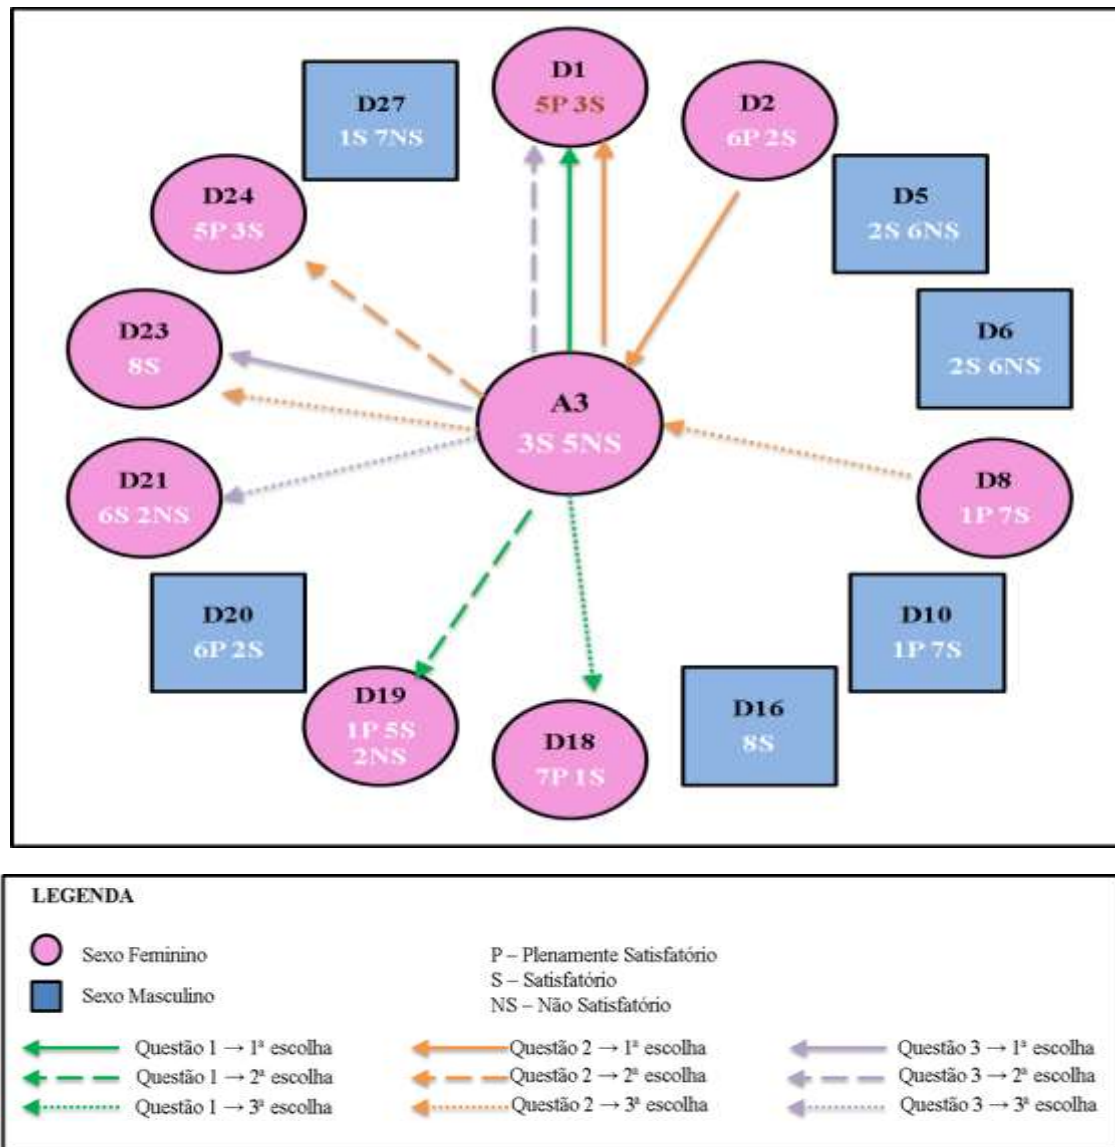 D1
5P 3S
D2
6P 2S
D27
1S 7NS
D24
5P 3S
D5
2S 6NS
D23
8S
D6
2S 6NS
A3
3S 5NS
D21
6S 2NS
D8
1P 7S
D20
6P 2S
D10
1P 7S
D19
1P 5S
2NS
D18
7P 1S
D16
8S
LEGENDA
Sexo Feminino
Sexo Masculino
P – Plenamente Satisfatório
S – Satisfatório
NS – Não Satisfatório
Questão 1 → 1ª escolha
Questão 2 → 1ª escolha
Questão 3 → 1ª escolha
Questão 1 → 2ª escolha
Questão 2 → 2ª escolha
Questão 3 → 2ª escolha
Questão 1 → 3ª escolha
Questão 2 → 3ª escolha
Questão 3 → 3ª escolha